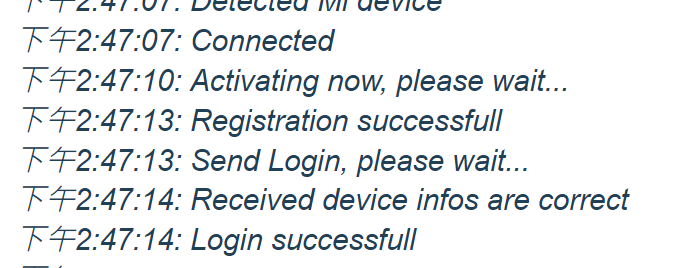 下午2:47:07: Detected Mi device
下午2:47:07: Connected
下午2:47:10: Activating now, please wait...
下午2:47:13: Registration successfull
下午2:47:13: Send Login, please wait...
下午2:47:14: Received device infos are correct
下午2:47:14: Login successfull